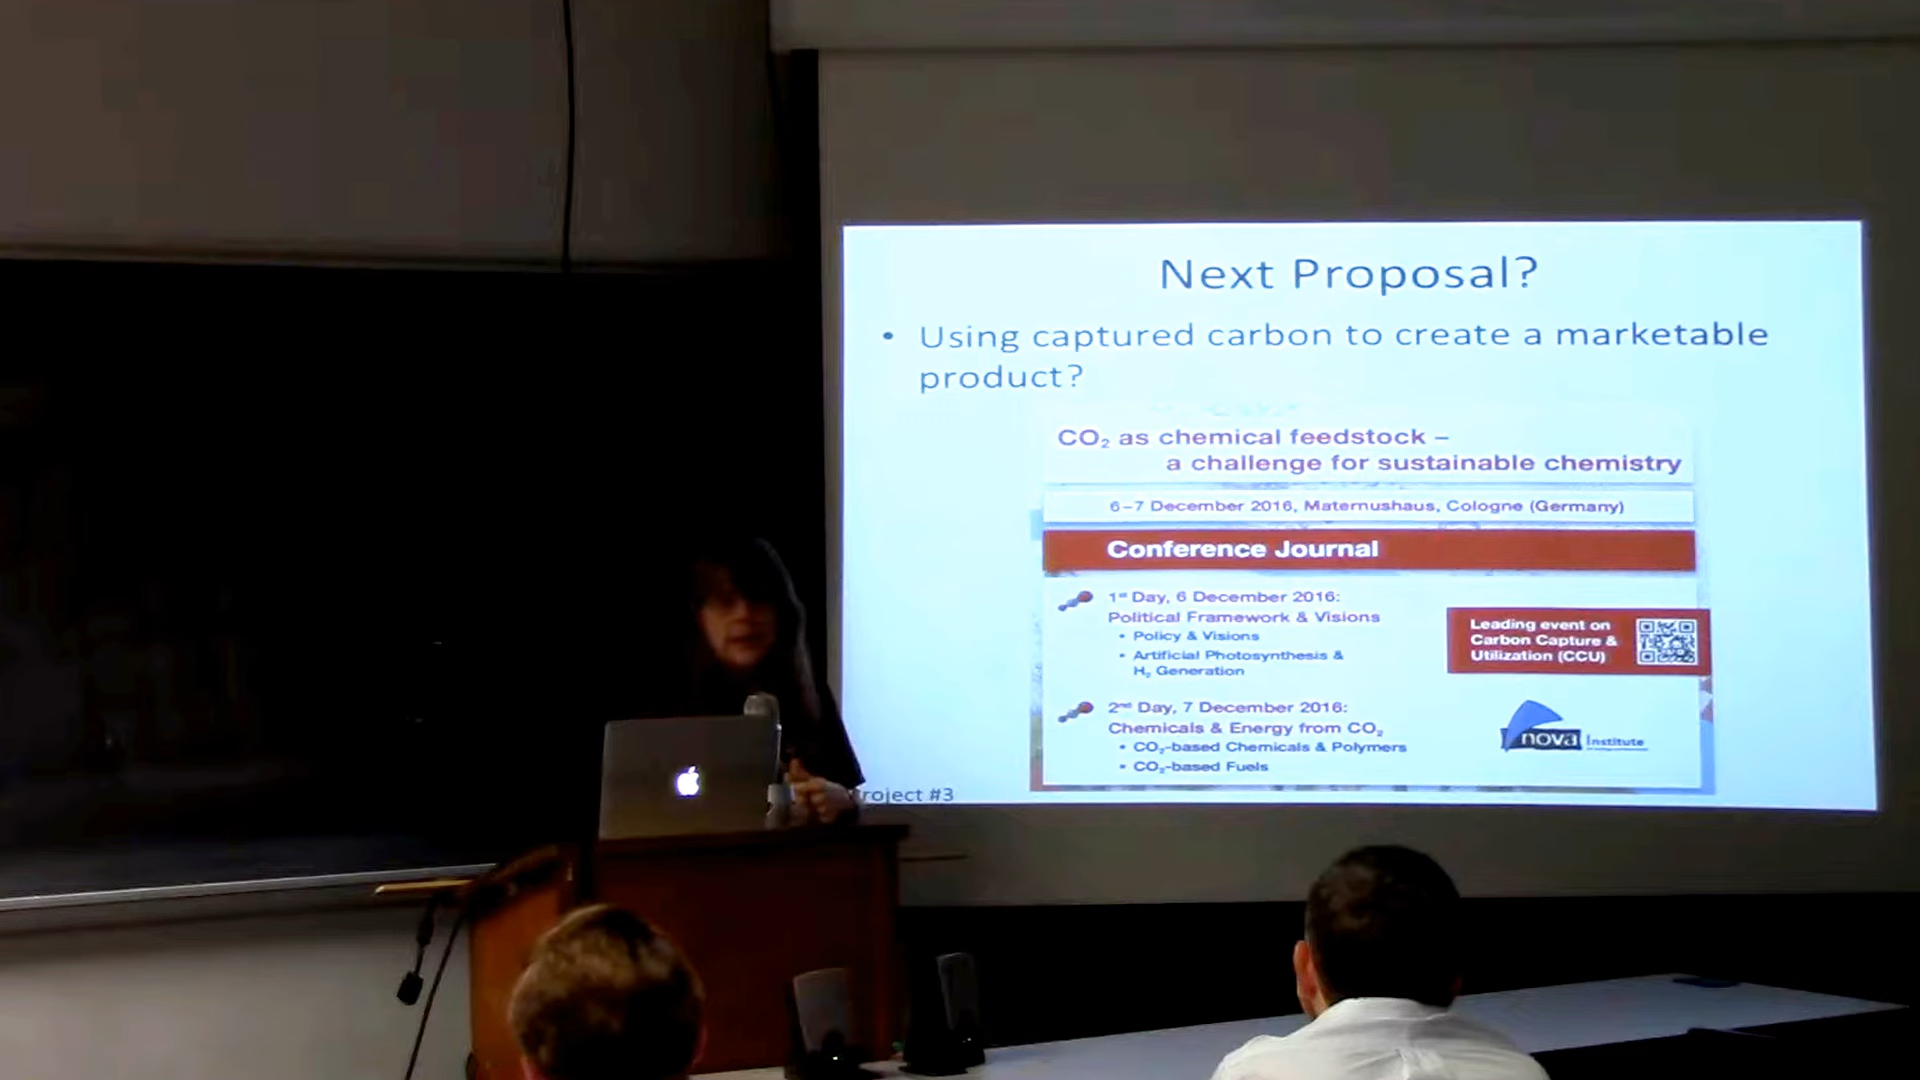 Next Proposal?
• Using captured carbon to create a marketable
product?
CO₂ as chemical feedstock –
a challenge for sustainable chemistry
6–7 December 2016, Maternushaus, Cologne (Germany)
Conference Journal
1ˢᵗ Day, 6 December 2016:
Political Framework & Visions
• Policy & Visions
• Artificial Photosynthesis &
H₂ Generation
Leading event on
Carbon Capture &
Utilization (CCU)
2ⁿᵈ Day, 7 December 2016:
Chemicals & Energy from CO₂
• CO₂-based Chemicals & Polymers
• CO₂-based Fuels
nova Institute
roject #3